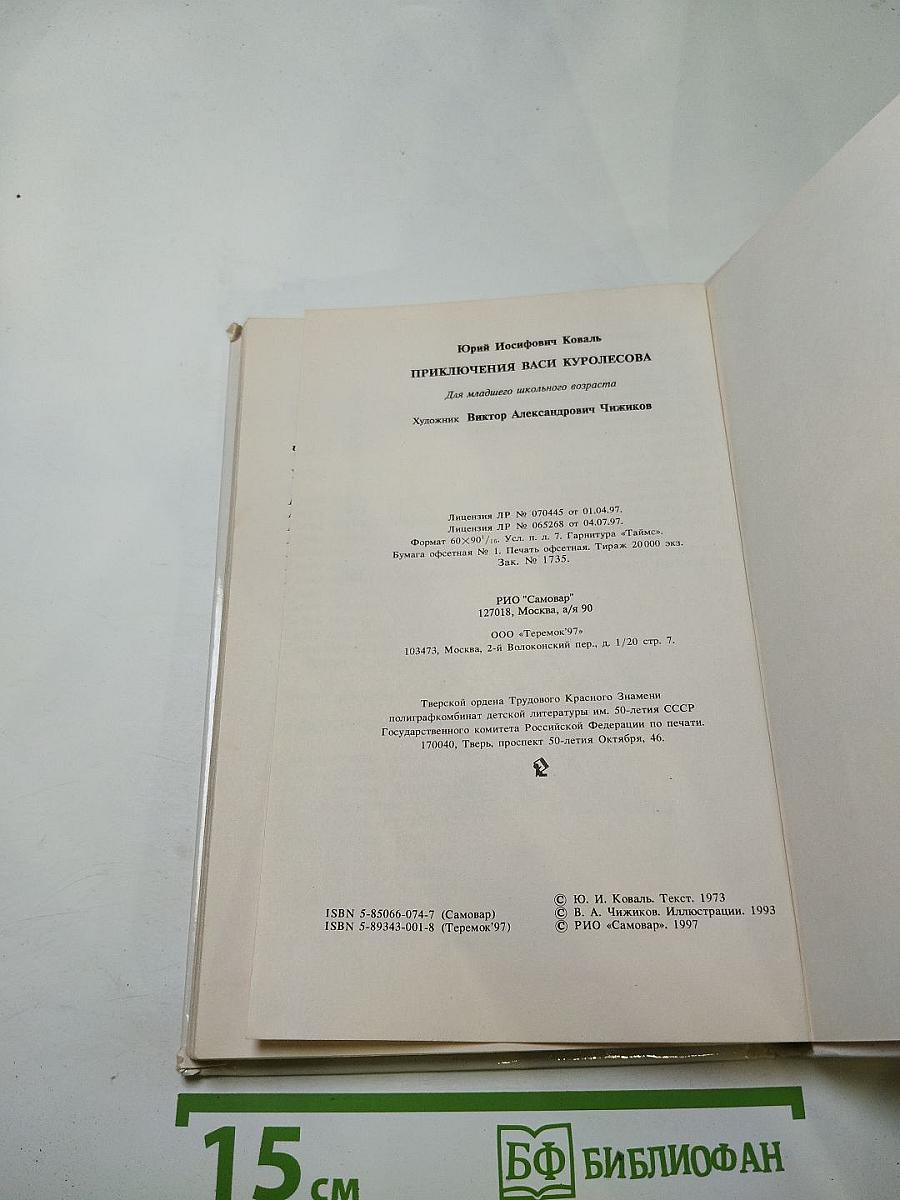 Юрий Иосифович Коваль
ПРИКЛЮЧЕНИЯ ВАСИ КУРОЛЕСОВА
Для младшего школьного возраста
Художник Виктор Александрович Чижиков
Лицензия ЛР № 070445 от 01.04.97.
Лицензия ЛР № 065268 от 04.07.97.
Формат 60×90¹/₁₆. Усл. п. л. 7. Гарнитура «Таймс».
Бумага офсетная № 1. Печать офсетная. Тираж 20 000 экз.
Зак. № 1735.
РИО "Самовар"
127018, Москва, а/я 90
ООО «Теремок'97»
103473, Москва, 2-й Волоконский пер., д. 1/20 стр. 7.
Тверской ордена Трудового Красного Знамени
полиграфкомбинат детской литературы им. 50-летия СССР
Государственного комитета Российской Федерации по печати.
170040, Тверь, проспект 50-летия Октября, 46.
ISBN 5-85066-074-7 (Самовар)
ISBN 5-89343-001-8 (Теремок'97)
© Ю. И. Коваль. Текст. 1973
© В. А. Чижиков. Иллюстрации. 1993
© РИО «Самовар». 1997
15 см
БФ БИБЛИОФАН